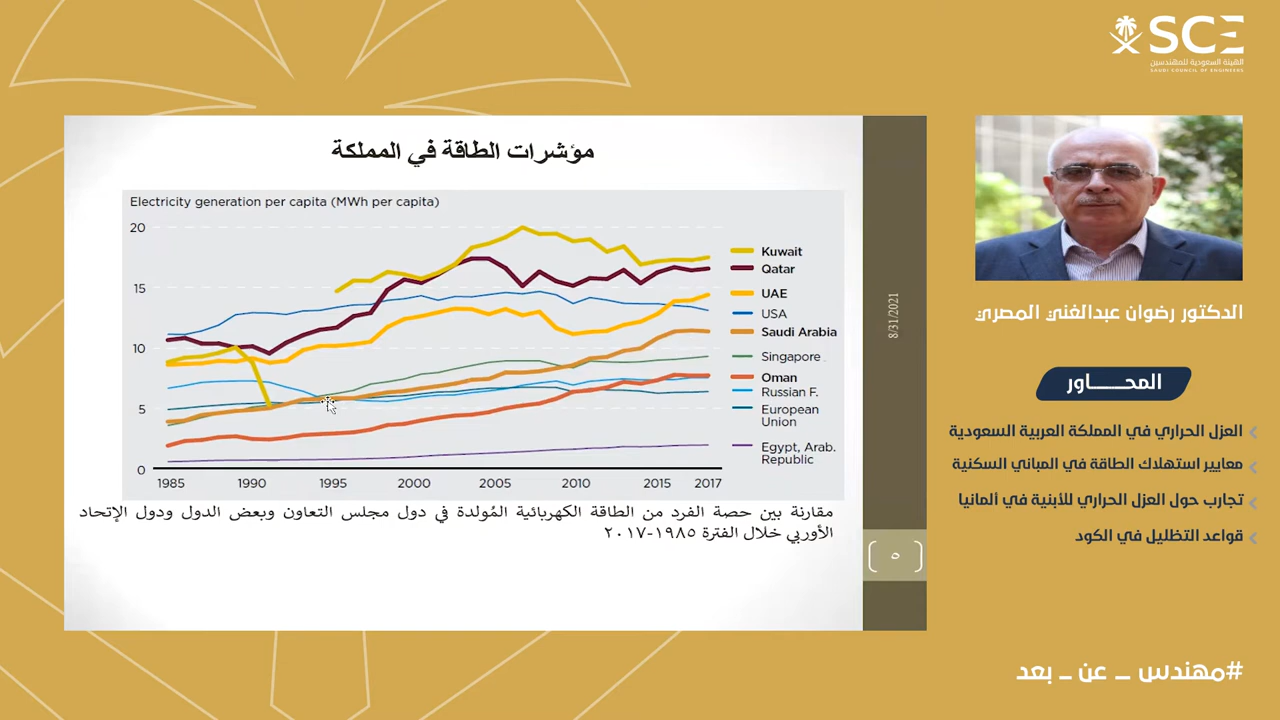 SCE
الهيئة السعودية للمهندسين
SAUDI COUNCIL OF ENGINEERS
مؤشرات الطاقة في المملكة
Electricity generation per capita (MWh per capita)
20
15
10
5
0
1985 1990 1995 2000 2005 2010 2015 2017
Kuwait
Qatar
UAE
USA
Saudi Arabia
Singapore
Oman
Russian F.
European
Union
Egypt, Arab.
Republic
مقارنة بين حصة الفرد من الطاقة الكهربائية المُولدة في دول مجلس التعاون وبعض الدول ودول الإتحاد
الأوربي خلال الفترة ١٩٨٥-٢٠١٧
8/31/2021
٥
الدكتور رضوان عبدالغني المصري
المحـــــاور
العزل الحراري في المملكة العربية السعودية
معايير استهلاك الطاقة في المباني السكنية
تجارب حول العزل الحراري للأبنية في ألمانيا
قواعد التظليل في الكود
#مهندس _ عن _ بعد